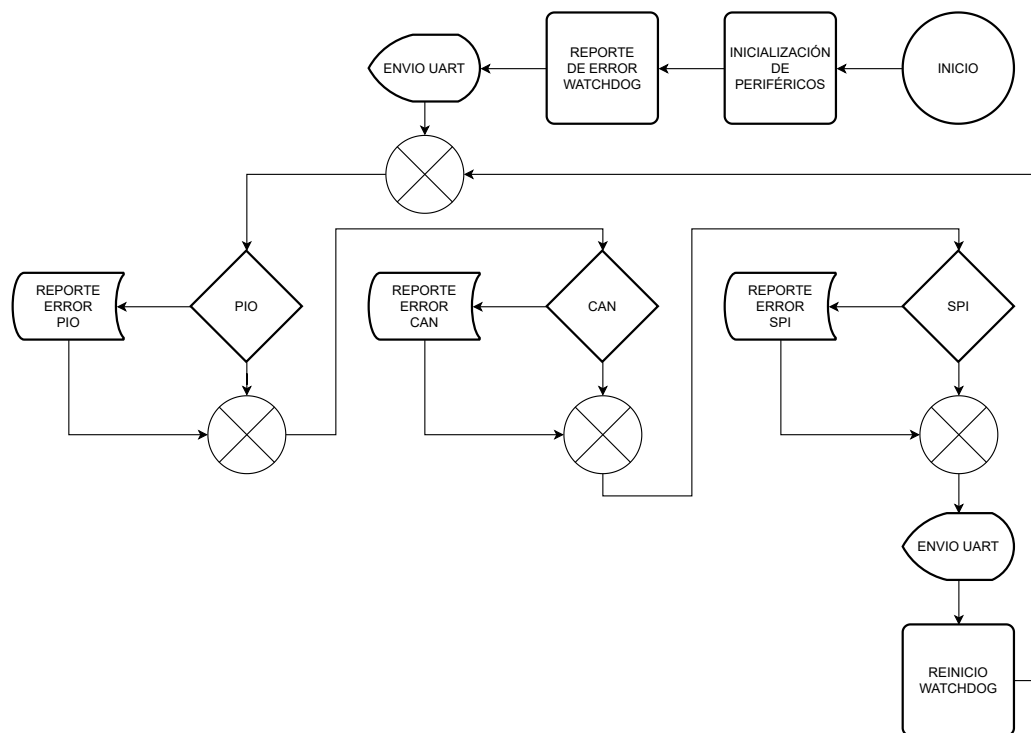 ENVIO UART
REPORTE
DE ERROR
WATCHDOG
INICIALIZACIÓN
DE
PERIFÉRICOS
INICIO
REPORTE
ERROR
PIO
PIO
REPORTE
ERROR
CAN
CAN
REPORTE
ERROR
SPI
SPI
ENVIO UART
REINICIO
WATCHDOG